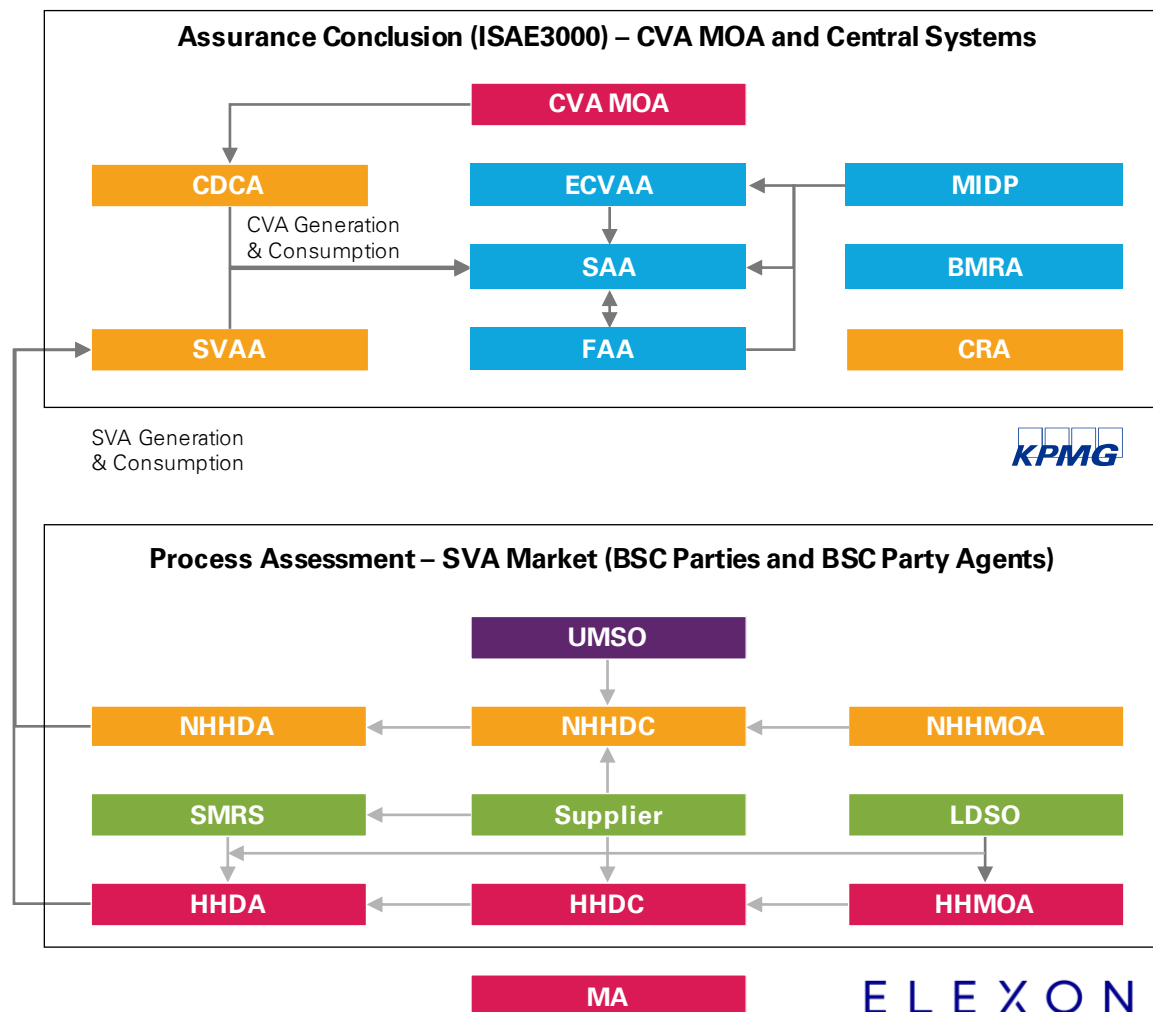 Assurance Conclusion (ISAE3000) – CVA MOA and Central Systems
CVA MOA
CDCA
ECVAA
MIDP
CVA Generation
& Consumption
SAA
BMRA
SVAA
FAA
CRA
SVA Generation
& Consumption
KPMG
Process Assessment – SVA Market (BSC Parties and BSC Party Agents)
UMSO
NHHDA
NHHDC
NHHMOA
SMRS
Supplier
LDSO
HHDA
HHDC
HHMOA
MA
ELEXON